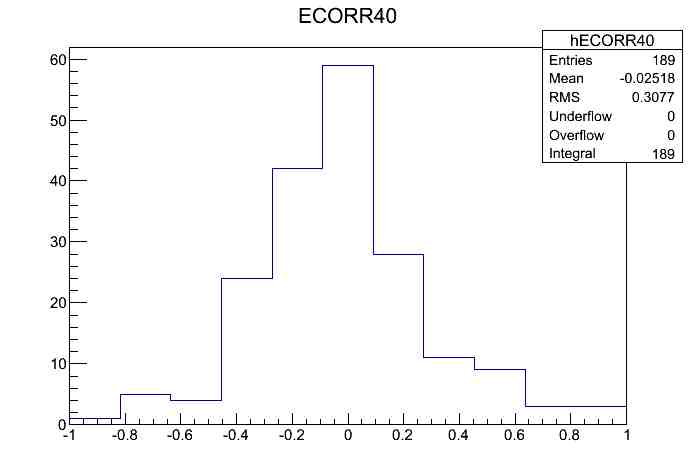 ECORR40
hECORR40
Entries 189
Mean -0.02518
RMS 0.3077
Underflow 0
Overflow 0
Integral 189
60
50
40
30
20
10
0
-1 -0.8 -0.6 -0.4 -0.2 0 0.2 0.4 0.6 0.8 1